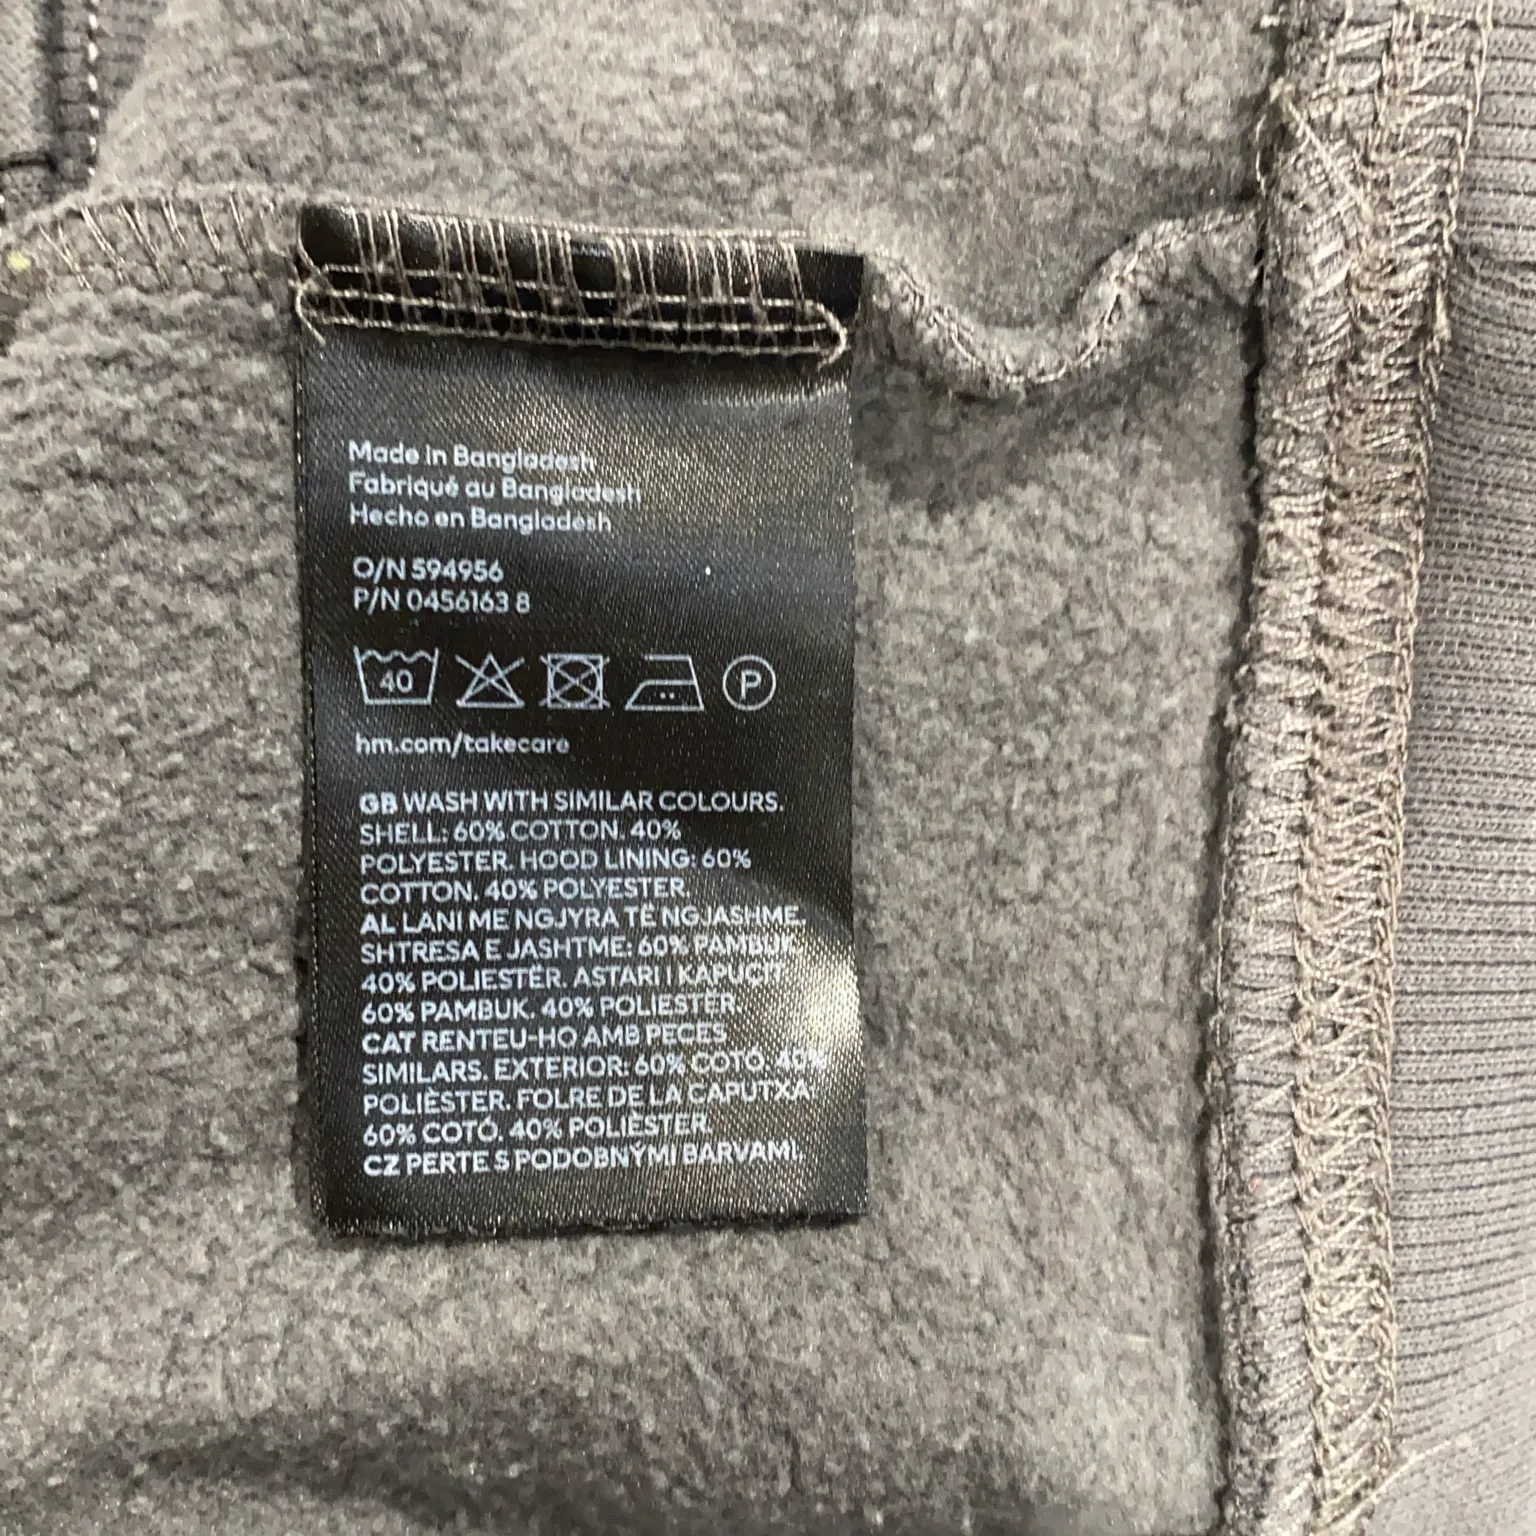 Made in Bangladesh
Fabriqué au Bangladesh
Hecho en Bangladesh
O/N 594956
P/N 0456163 8
40 P
hm.com/takecare
GB WASH WITH SIMILAR COLOURS.
SHELL: 60% COTTON. 40%
POLYESTER. HOOD LINING: 60%
COTTON. 40% POLYESTER.
AL LANI ME NGJYRA TË NGJASHME.
SHTRESA E JASHTME: 60% PAMBUK.
40% POLIESTËR. ASTARI I KAPUÇIT:
60% PAMBUK. 40% POLIESTËR.
CAT RENTEU-HO AMB PECES
SIMILARS. EXTERIOR: 60% COTÓ. 40%
POLIÈSTER. FOLRE DE LA CAPUTXA:
60% COTÓ. 40% POLIÈSTER.
CZ PERTE S PODOBNÝMI BARVAMI.